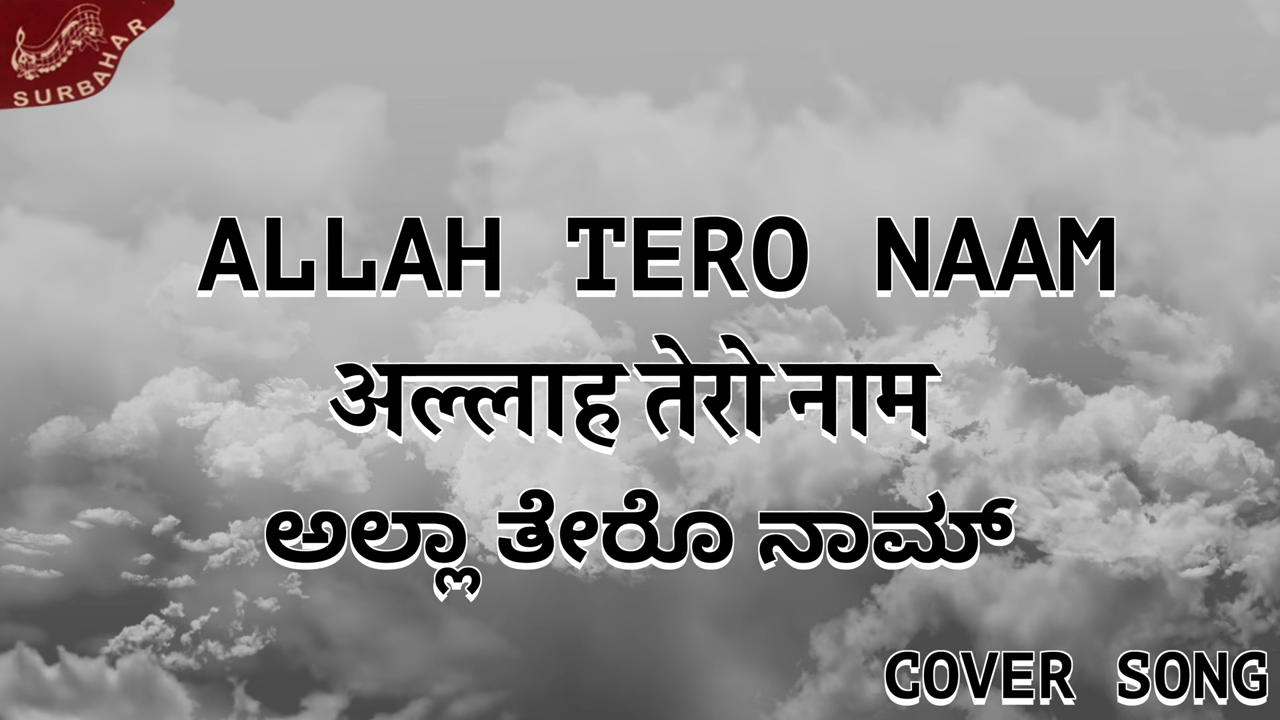 SURBAHAR
ALLAH TERO NAAM
अल्लाह तेरो नाम
ಅಲ್ಲಾ ತೇರೊ ನಾಮ್
COVER SONG